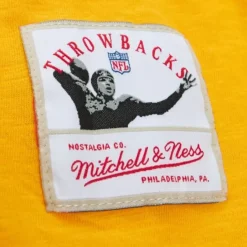 THROWBACKS
NFL
NOSTALGIA CO.
Mitchell & Ness
PHILADELPHIA, PA.